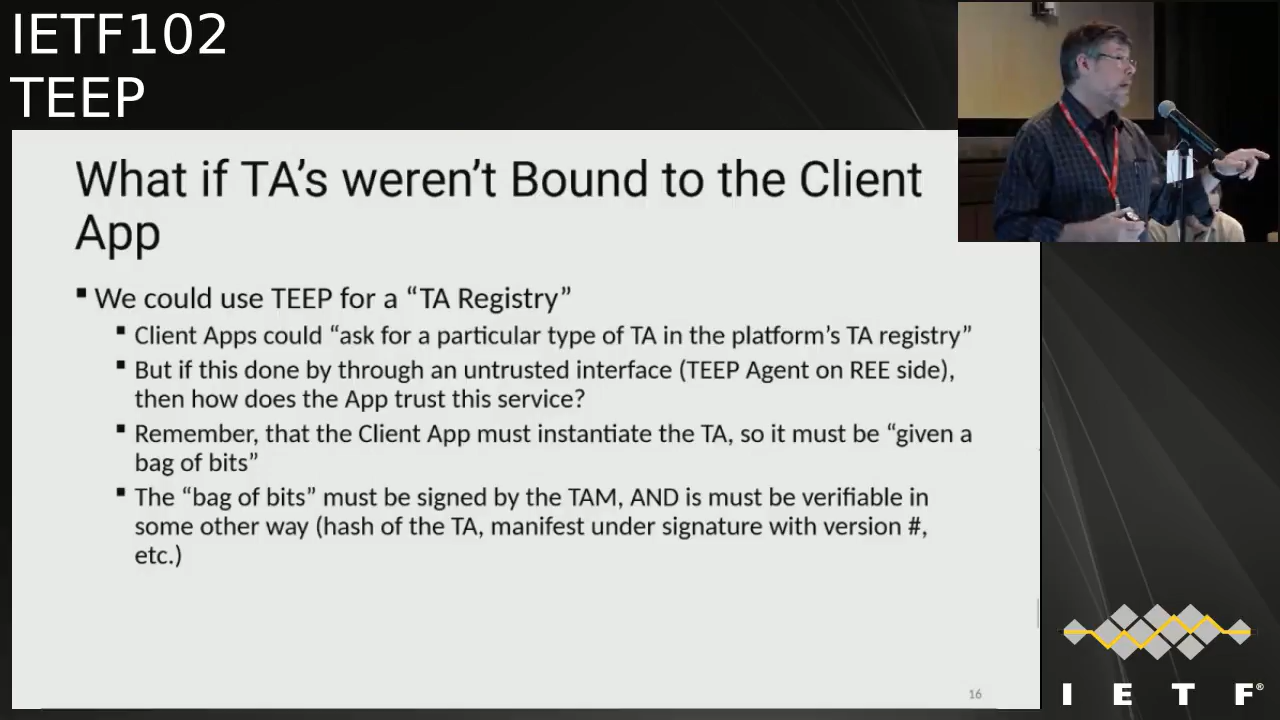 IETF102
TEEP
What if TA’s weren’t Bound to the Client
App
We could use TEEP for a “TA Registry”
Client Apps could “ask for a particular type of TA in the platform’s TA registry”
But if this done by through an untrusted interface (TEEP Agent on REE side),
then how does the App trust this service?
Remember, that the Client App must instantiate the TA, so it must be “given a
bag of bits”
The “bag of bits” must be signed by the TAM, AND is must be verifiable in
some other way (hash of the TA, manifest under signature with version #,
etc.)
16
I E T F®